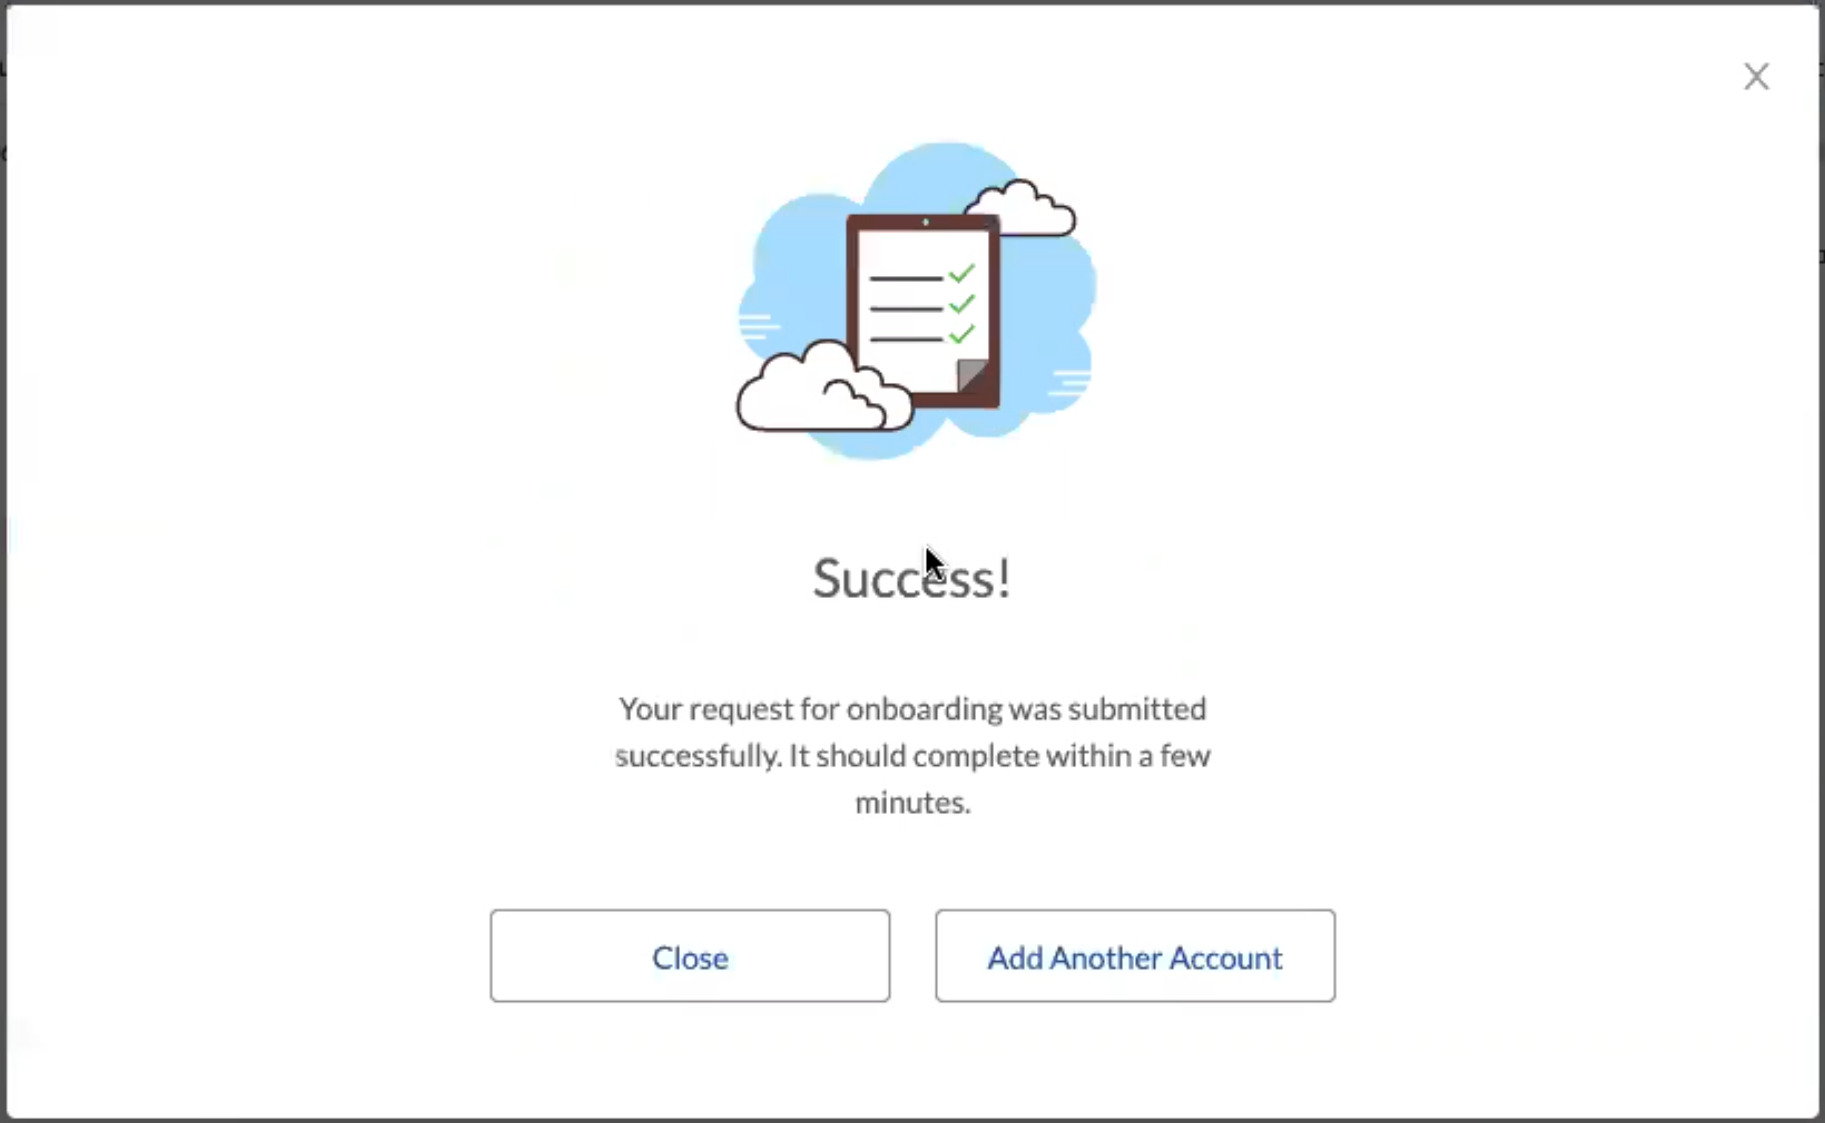 Success!
Your request for onboarding was submitted
successfully. It should complete within a few
minutes.
Close
Add Another Account